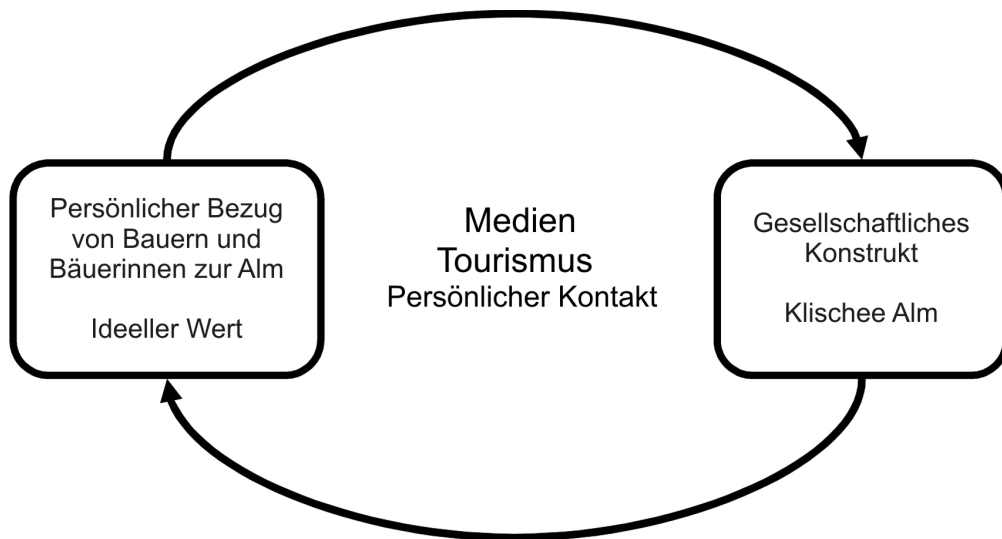 Persönlicher Bezug
von Bauern und
Bäuerinnen zur Alm
Ideeller Wert
Medien
Tourismus
Persönlicher Kontakt
Gesellschaftliches
Konstrukt
Klischee Alm